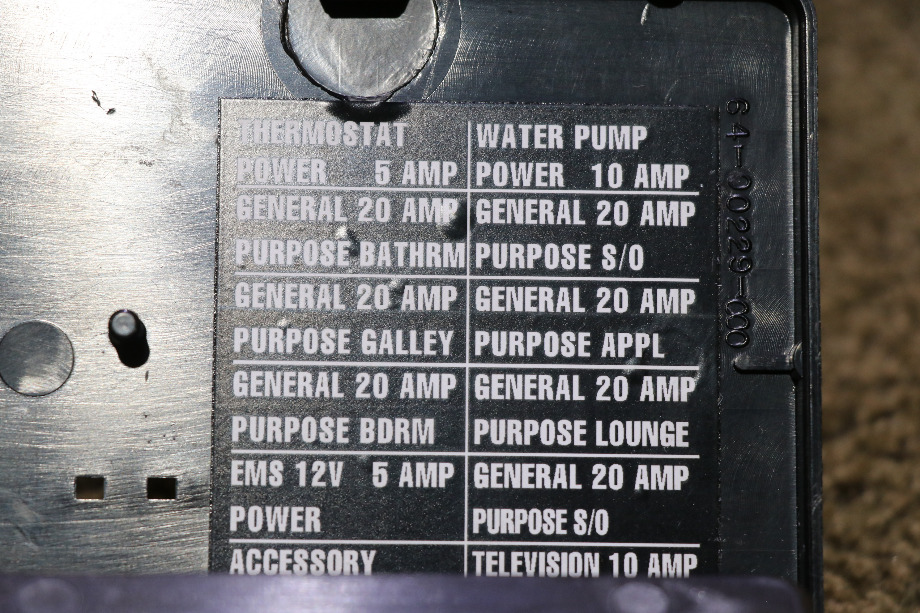 THERMOSTAT
POWER 5 AMP
WATER PUMP
POWER 10 AMP
GENERAL 20 AMP
PURPOSE BATHRM
GENERAL 20 AMP
PURPOSE S/O
GENERAL 20 AMP
PURPOSE GALLEY
GENERAL 20 AMP
PURPOSE APPL
GENERAL 20 AMP
PURPOSE BDRM
GENERAL 20 AMP
PURPOSE LOUNGE
EMS 12V 5 AMP
POWER
GENERAL 20 AMP
PURPOSE S/O
ACCESSORY
TELEVISION 10 AMP
64-00229-000